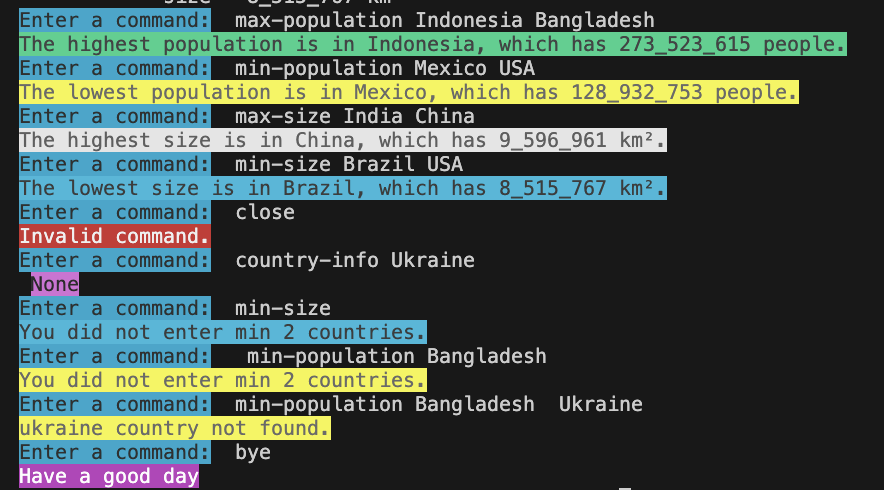 Enter a command:  max-population Indonesia Bangladesh
The highest population is in Indonesia, which has 273_523_615 people.
Enter a command:  min-population Mexico USA
The lowest population is in Mexico, which has 128_932_753 people.
Enter a command:  max-size India China
The highest size is in China, which has 9_596_961 km².
Enter a command:  min-size Brazil USA
The lowest size is in Brazil, which has 8_515_767 km².
Enter a command:  close
Invalid command.
Enter a command:  country-info Ukraine
None
Enter a command:  min-size
You did not enter min 2 countries.
Enter a command:   min-population Bangladesh
You did not enter min 2 countries.
Enter a command:  min-population Bangladesh  Ukraine
ukraine country not found.
Enter a command:  bye
Have a good day